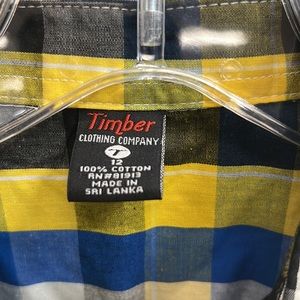 Timber
CLOTHING COMPANY
12
100% COTTON
RN#81913
MADE IN
SRI LANKA